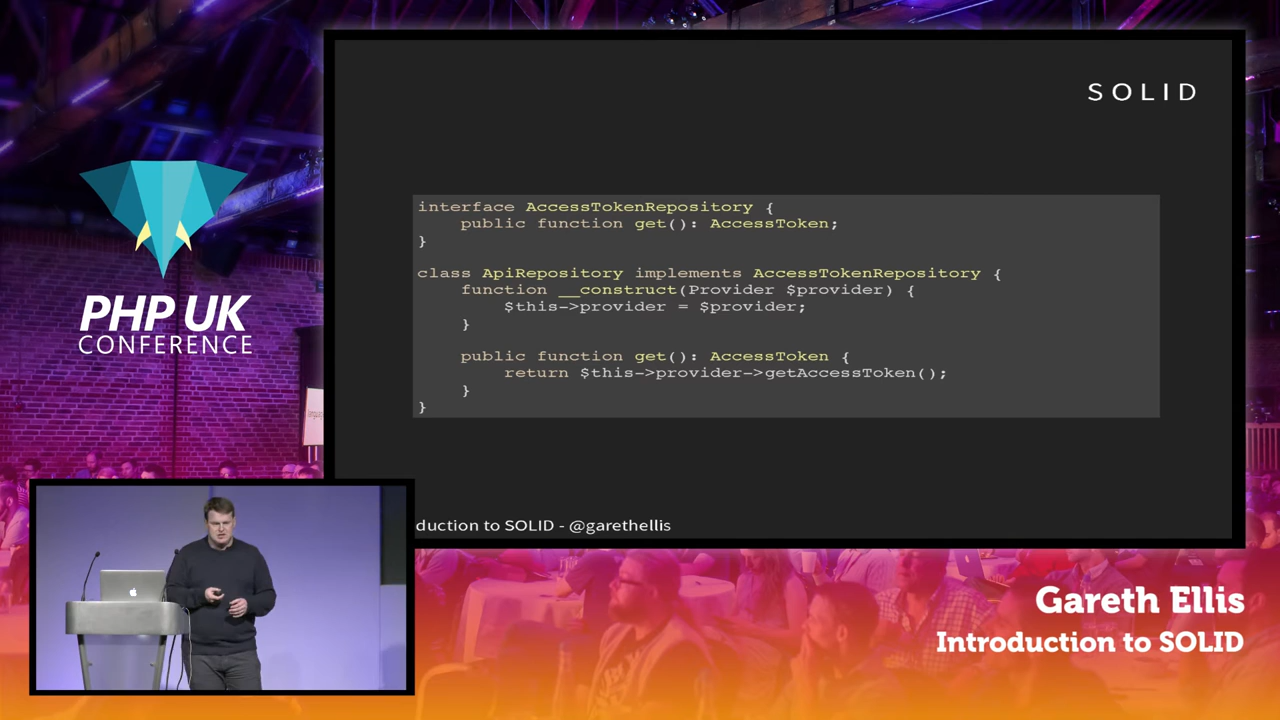 SOLID
interface AccessTokenRepository {
public function get(): AccessToken;
}
class ApiRepository implements AccessTokenRepository {
function __construct(Provider $provider) {
$this->provider = $provider;
}
public function get(): AccessToken {
return $this->provider->getAccessToken();
}
}
duction to SOLID - @garethellis
PHP UK
CONFERENCE
Gareth Ellis
Introduction to SOLID